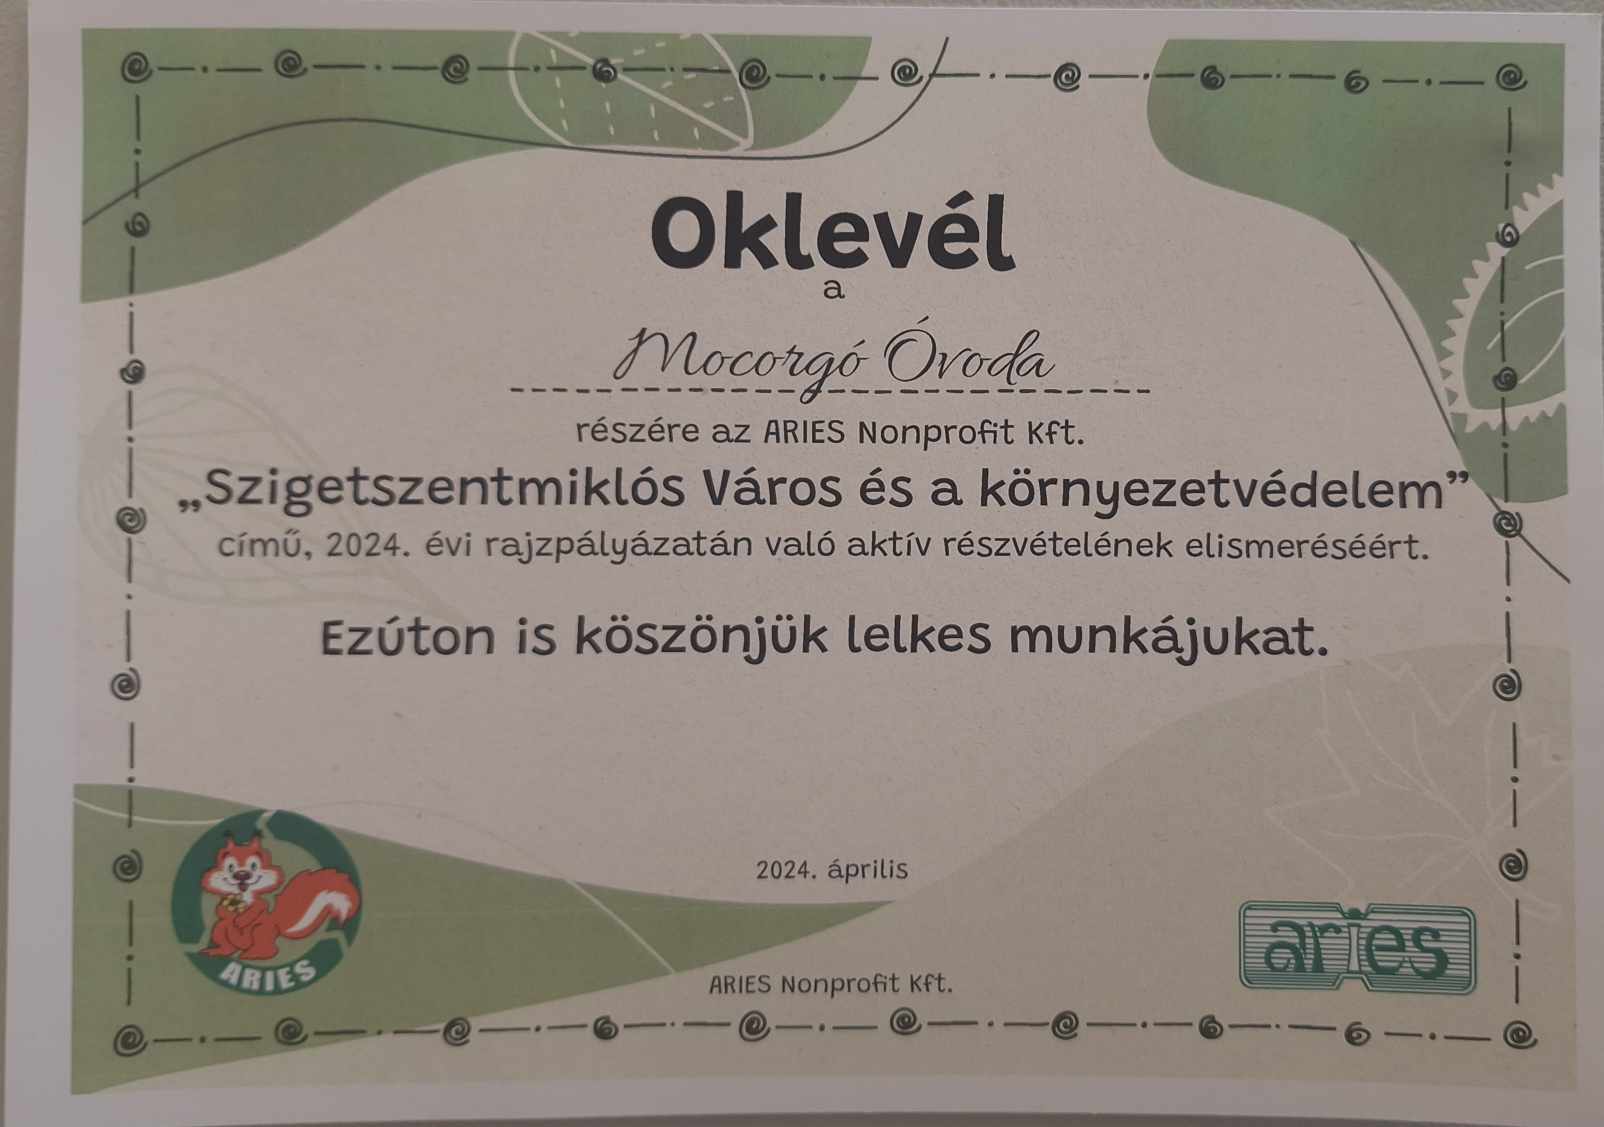 Oklevél
a
Mocorgó Óvoda
részére az ARIES Nonprofit Kft.
„Szigetszentmiklós Város és a környezetvédelem”
című, 2024. évi rajzpályázatán való aktív részvételének elismeréséért.
Ezúton is köszönjük lelkes munkájukat.
2024. április
ARIES
aries
ARIES Nonprofit Kft.